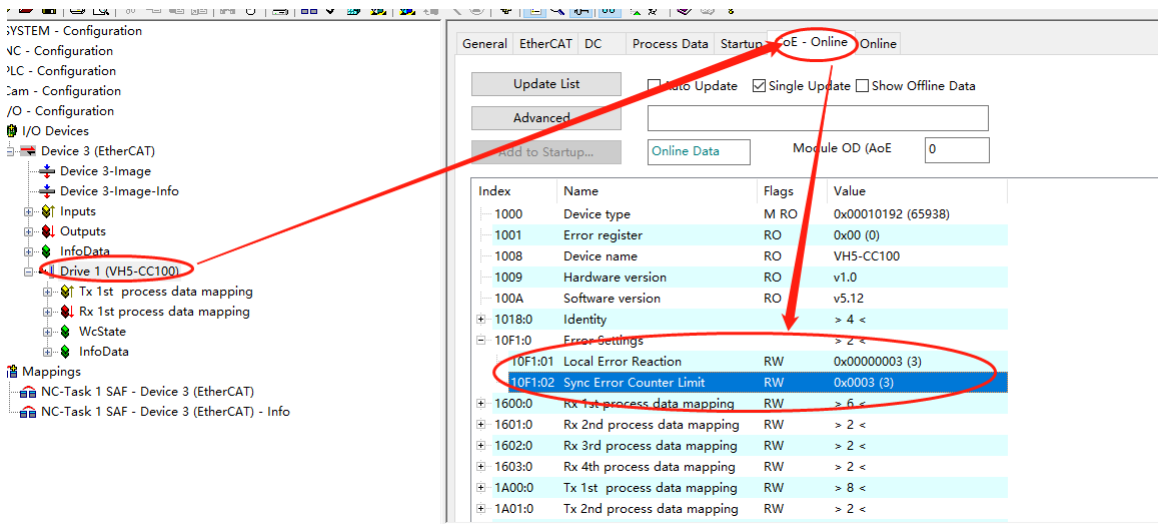 SYSTEM - Configuration
NC - Configuration
PLC - Configuration
Cam - Configuration
I/O - Configuration
I/O Devices
Device 3 (EtherCAT)
Device 3-Image
Device 3-Image-Info
Inputs
Outputs
InfoData
Drive 1 (VH5-CC100)
Tx 1st process data mapping
Rx 1st process data mapping
WcState
InfoData
Mappings
NC-Task 1 SAF - Device 3 (EtherCAT)
NC-Task 1 SAF - Device 3 (EtherCAT) - Info
General EtherCAT DC Process Data Startup CoE - Online Online
Update List Auto Update Single Update Show Offline Data
Advanced
Add to Startup... Online Data Module OD (AoE 0
Index Name Flags Value
1000 Device type M RO 0x00010192 (65938)
1001 Error register RO 0x00 (0)
1008 Device name RO VH5-CC100
1009 Hardware version RO v1.0
100A Software version RO v5.12
1018:0 Identity > 4 <
10F1:0 Error Settings > 2 <
10F1:01 Local Error Reaction RW 0x00000003 (3)
10F1:02 Sync Error Counter Limit RW 0x0003 (3)
1600:0 Rx 1st process data mapping RW > 6 <
1601:0 Rx 2nd process data mapping RW > 2 <
1602:0 Rx 3rd process data mapping RW > 2 <
1603:0 Rx 4th process data mapping RW > 2 <
1A00:0 Tx 1st process data mapping RW > 8 <
1A01:0 Tx 2nd process data mapping RW > 2 <